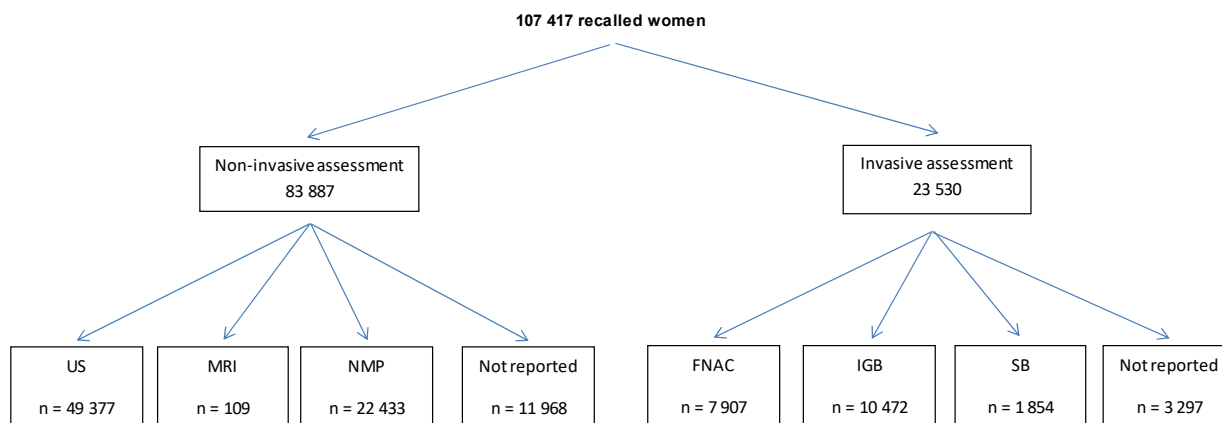 107 417 recalled women
Non-invasive assessment
83 887
Invasive assessment
23 530
US
n = 49 377
MRI
n = 109
NMP
n = 22 433
Not reported
n = 11 968
FNAC
n = 7 907
IGB
n = 10 472
SB
n = 1 854
Not reported
n = 3 297